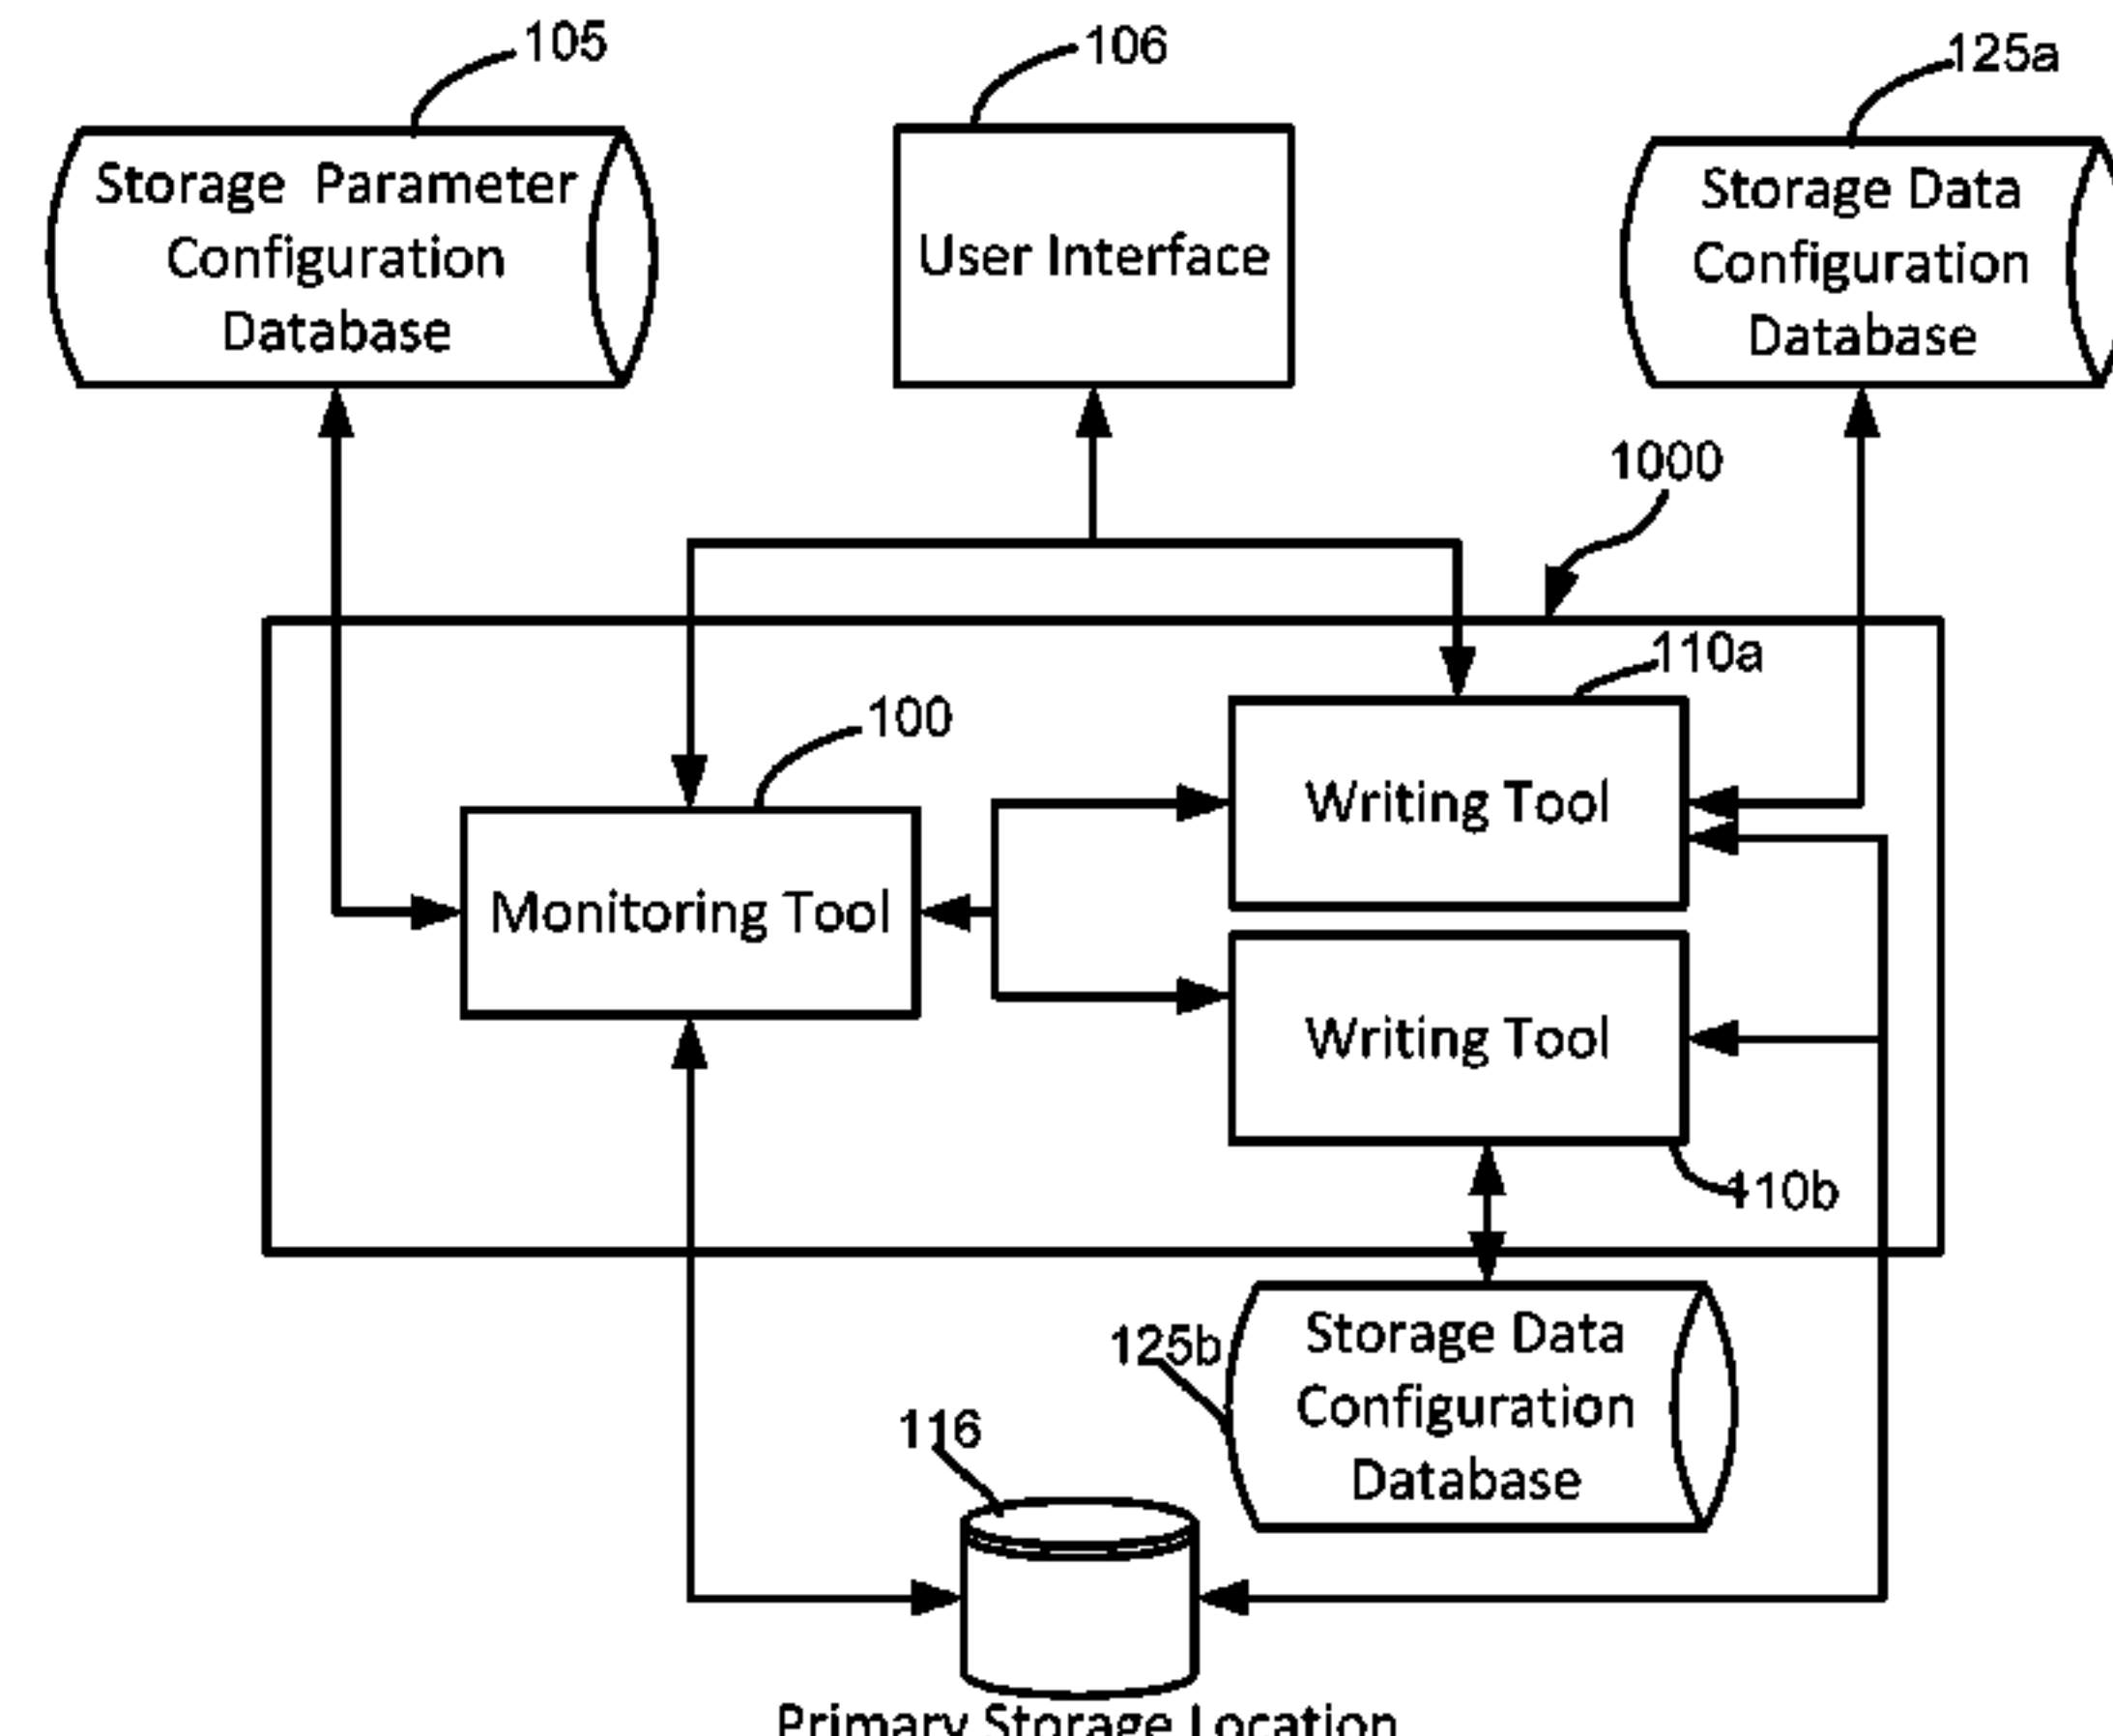 105
106
125a
Storage Parameter
Configuration
Database
User Interface
Storage Data
Configuration
Database
1000
110a
100
Writing Tool
Monitoring Tool
Writing Tool
110b
125b
Storage Data
Configuration
Database
116
Primary Storage Location